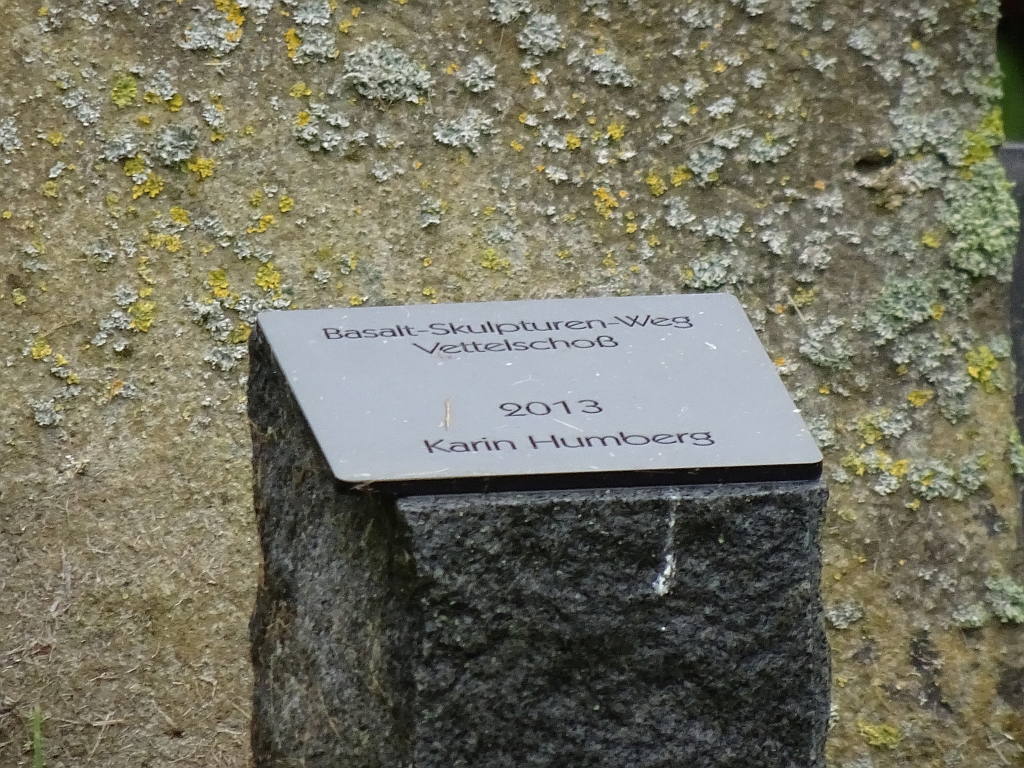 Basalt-Skulpturen-Weg
Vettelschoß
2013
Karin Humberg